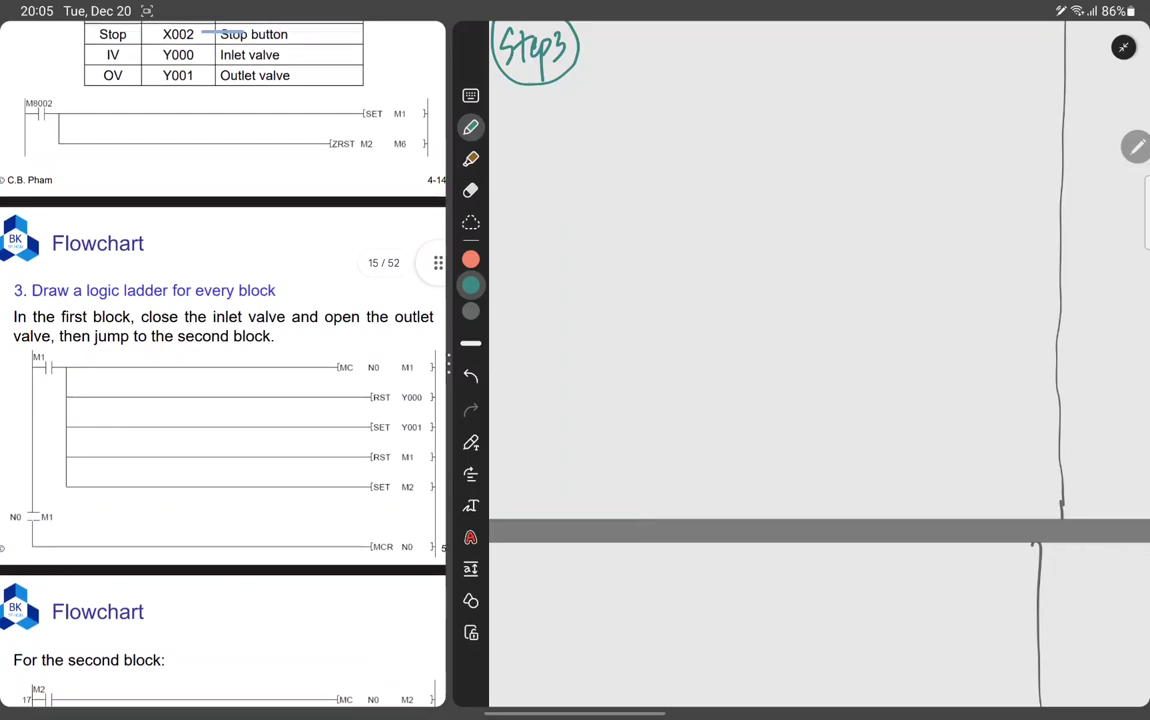 20:05 Tue, Dec 20
86%
Stop X002 Stop button
IV Y000 Inlet valve
OV Y001 Outlet valve
M8002
SET M1
ZRST M2 M6
© C.B. Pham
4-14
BK
Flowchart
15 / 52
3. Draw a logic ladder for every block
In the first block, close the inlet valve and open the outlet
valve, then jump to the second block.
M1
MC N0 M1
RST Y000
SET Y001
RST M1
SET M2
N0 M1
MCR N0
5
BK
Flowchart
For the second block:
M2
17
MC N0 M2
Step3